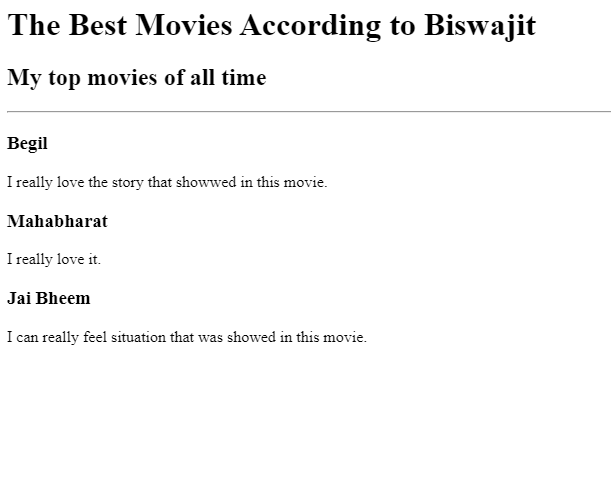 The Best Movies According to Biswajit
My top movies of all time
Begil
I really love the story that showwed in this movie.
Mahabharat
I really love it.
Jai Bheem
I can really feel situation that was showed in this movie.